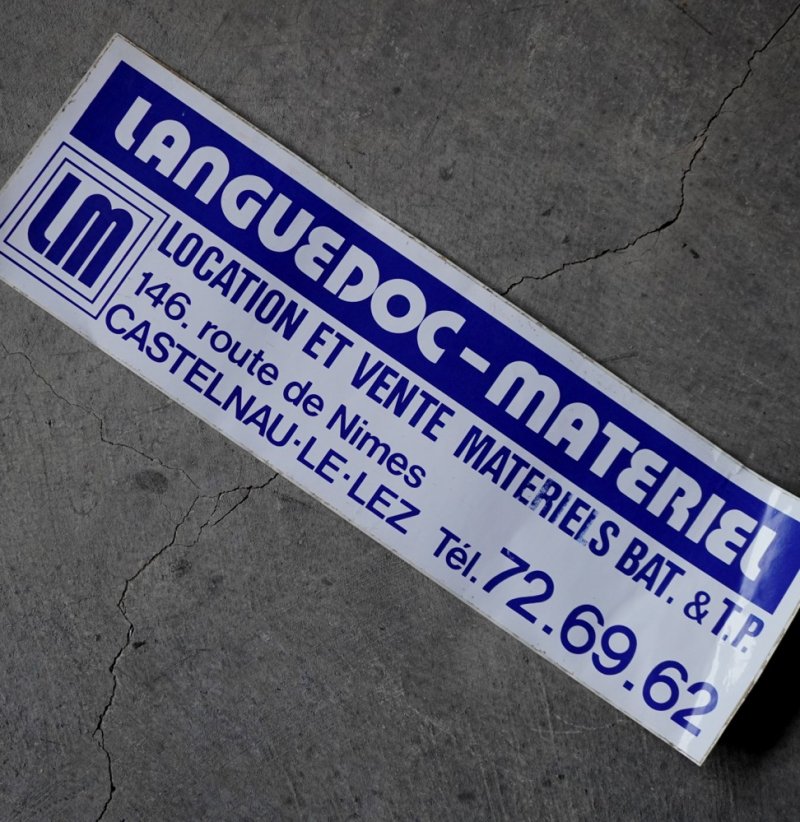 LANGUEDOC-MATERIEL
LM
LOCATION ET VENTE MATERIELS BAT. & T.P.
146. route de Nimes
CASTELNAU·LE·LEZ
Tél. 72.69.62